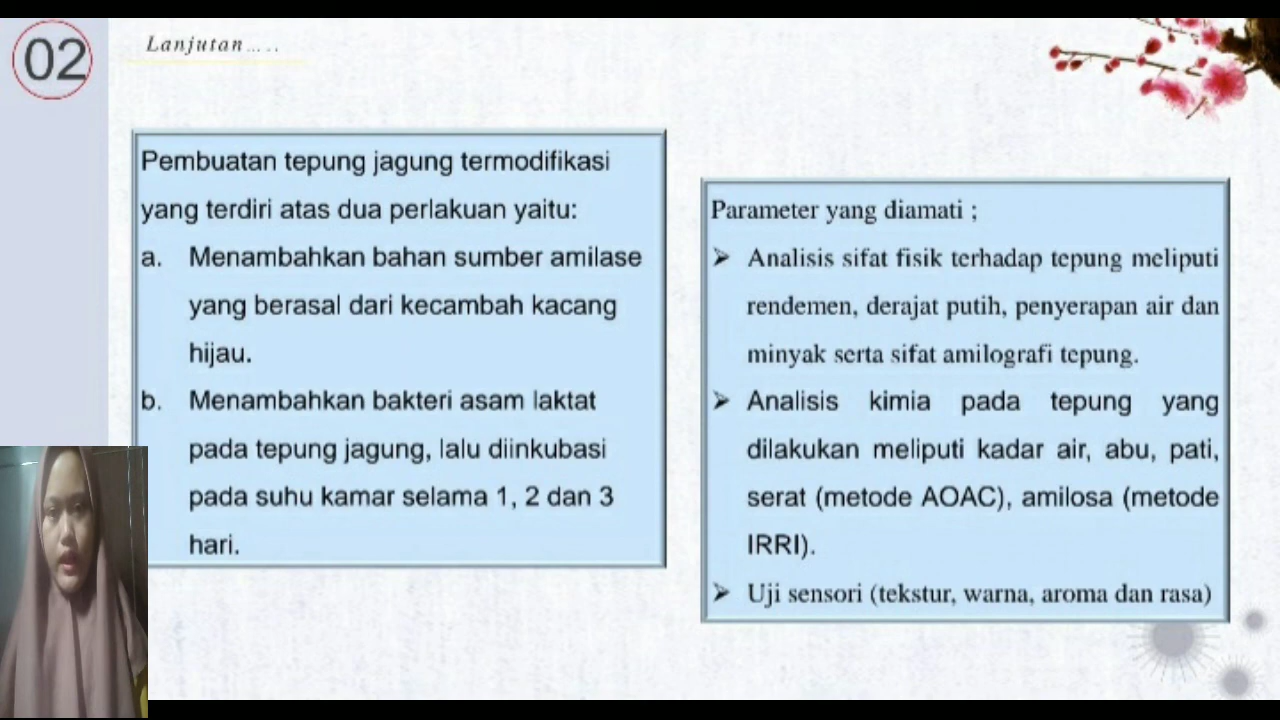 02
Lanjutan.....
Pembuatan tepung jagung termodifikasi
yang terdiri atas dua perlakuan yaitu:
a. Menambahkan bahan sumber amilase
yang berasal dari kecambah kacang
hijau.
b. Menambahkan bakteri asam laktat
pada tepung jagung, lalu diinkubasi
pada suhu kamar selama 1, 2 dan 3
hari.
Parameter yang diamati ;
➢ Analisis sifat fisik terhadap tepung meliputi
rendemen, derajat putih, penyerapan air dan
minyak serta sifat amilografi tepung.
➢ Analisis kimia pada tepung yang
dilakukan meliputi kadar air, abu, pati,
serat (metode AOAC), amilosa (metode
IRRI).
➢ Uji sensori (tekstur, warna, aroma dan rasa)